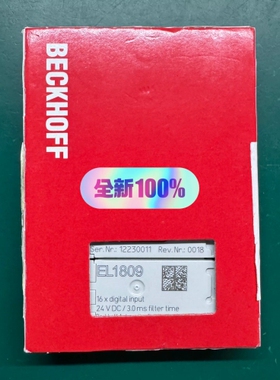 BECKHOFF
全新100%
Ser.Nr.: 12230011 Rev.Nr.: 0018
EL1809
16 x digital input
24 V DC / 3.0 ms filter time